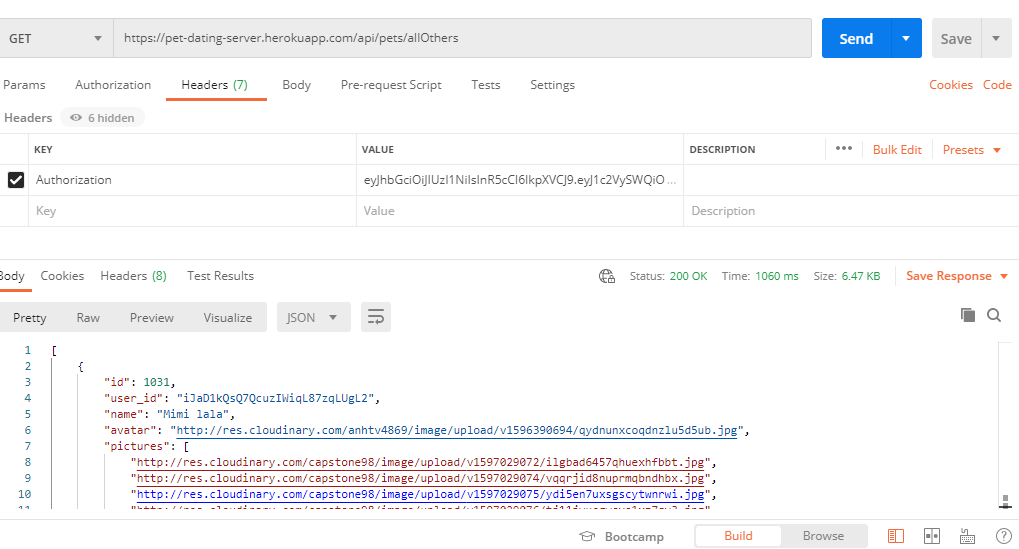 GET https://pet-dating-server.herokuapp.com/api/pets/allOthers Send Save
Params Authorization Headers (7) Body Pre-request Script Tests Settings Cookies Code
Headers 6 hidden
KEY VALUE DESCRIPTION ••• Bulk Edit Presets
Authorization eyJhbGciOiJIUzI1NiIsInR5cCI6IkpXVCJ9.eyJ1c2VySWQiO ...
Key Value Description
Body Cookies Headers (8) Test Results Status: 200 OK Time: 1060 ms Size: 6.47 KB Save Response
Pretty Raw Preview Visualize JSON
1 [
2 {
3 "id": 1031,
4 "user_id": "iJaD1kQsQ7QcuzIWiqL87zqLUgL2",
5 "name": "Mimi lala",
6 "avatar": "http://res.cloudinary.com/anhtv4869/image/upload/v1596390694/qydnunxcoqdnzlu5d5ub.jpg",
7 "pictures": [
8 "http://res.cloudinary.com/capstone98/image/upload/v1597029072/ilgbad6457qhuexhfbbt.jpg",
9 "http://res.cloudinary.com/capstone98/image/upload/v1597029074/vqqrjid8nuprmqbndhbx.jpg",
10 "http://res.cloudinary.com/capstone98/image/upload/v1597029075/ydi5en7uxsgscytwnrwi.jpg",
Bootcamp Build Browse